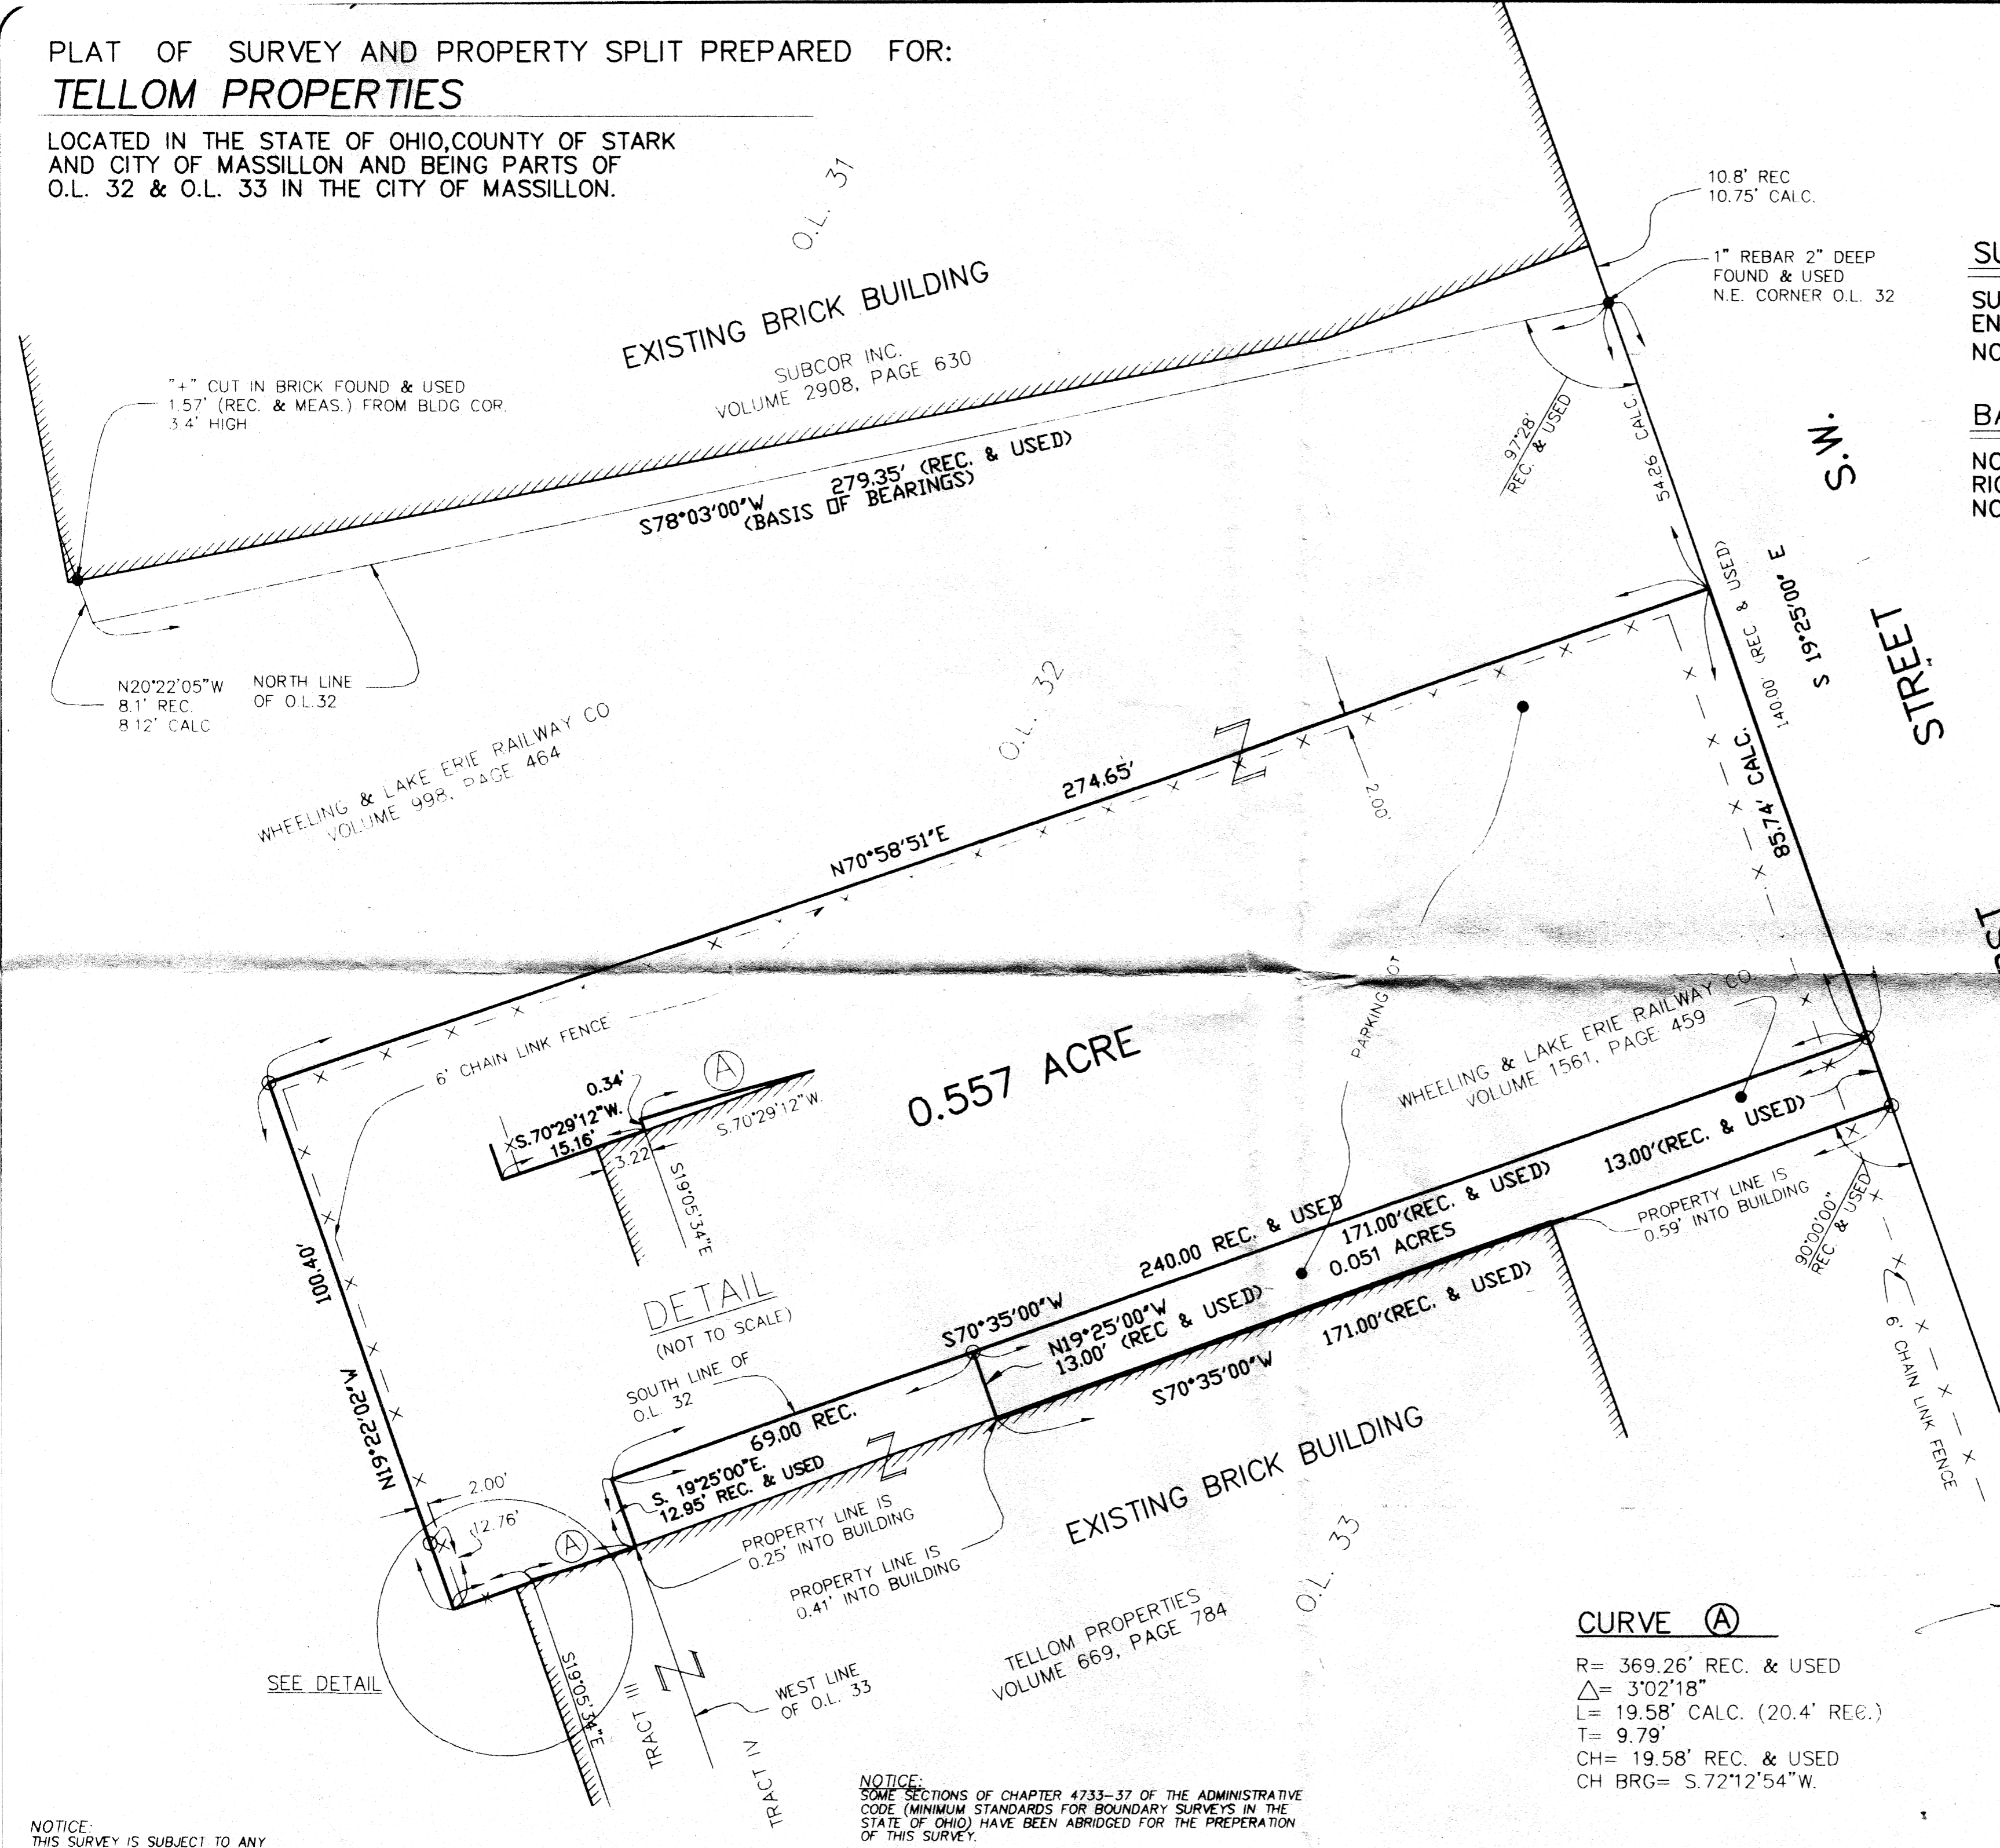 PLAT OF SURVEY AND PROPERTY SPLIT PREPARED FOR:
TELLOM PROPERTIES
LOCATED IN THE STATE OF OHIO,COUNTY OF STARK
AND CITY OF MASSILLON AND BEING PARTS OF
O.L. 32 & O.L. 33 IN THE CITY OF MASSILLON.
O.L. 31
10.8' REC
10.75' CALC.
1" REBAR 2" DEEP
FOUND & USED
N.E. CORNER O.L. 32
SU
SU
EN
NO
BA
NO
RI
NO
EXISTING BRICK BUILDING
SUBCOR INC.
VOLUME 2908, PAGE 630
"+" CUT IN BRICK FOUND & USED
1.57' (REC. & MEAS.) FROM BLDG COR.
3.4' HIGH
279.35' (REC. & USED)
S78°03'00"W
(BASIS OF BEARINGS)
97°28'
REC. & USED
54.26 CALC.
S.W.
STREET
1ST
S 19°25'00" E
140.00' (REC. & USED)
85.74' CALC.
N20°22'05"W
8.1' REC.
8.12' CALC
NORTH LINE
OF O.L.32
WHEELING & LAKE ERIE RAILWAY CO
VOLUME 998, PAGE 464
O.L. 32
274.65'
N70°58'51"E
2.00'
6' CHAIN LINK FENCE
PARKING LOT
0.557 ACRE
WHEELING & LAKE ERIE RAILWAY CO.
VOLUME 1561, PAGE 459
0.34'
A
S.70°29'12"W.
15.16'
S.70°29'12"W.
3.22
S19°05'34"E
DETAIL
(NOT TO SCALE)
100.40'
N19°22'02"W
13.00'(REC. & USED)
240.00 REC. & USED
171.00'(REC. & USED)
0.051 ACRES
PROPERTY LINE IS
0.59' INTO BUILDING
90°00'00"
REC. & USED
6' CHAIN LINK FENCE
S70°35'00"W
N19°25'00"W
13.00' (REC & USED)
171.00'(REC. & USED)
S70°35'00"W
SOUTH LINE OF
O.L. 32
69.00 REC.
S. 19°25'00"E.
12.95' REC. & USED
2.00'
12.76'
A
PROPERTY LINE IS
0.25' INTO BUILDING
PROPERTY LINE IS
0.41' INTO BUILDING
EXISTING BRICK BUILDING
O.L. 33
TELLOM PROPERTIES
VOLUME 669, PAGE 784
SEE DETAIL
S19°05'34"E
TRACT III
TRACT IV
WEST LINE
OF O.L. 33
CURVE A
R= 369.26' REC. & USED
△= 3°02'18"
L= 19.58' CALC. (20.4' REC.)
T= 9.79'
CH= 19.58' REC. & USED
CH BRG= S.72°12'54"W.
NOTICE:
SOME SECTIONS OF CHAPTER 4733-37 OF THE ADMINISTRATIVE
CODE (MINIMUM STANDARDS FOR BOUNDARY SURVEYS IN THE
STATE OF OHIO) HAVE BEEN ABRIDGED FOR THE PREPERATION
OF THIS SURVEY.
NOTICE:
THIS SURVEY IS SUBJECT TO ANY